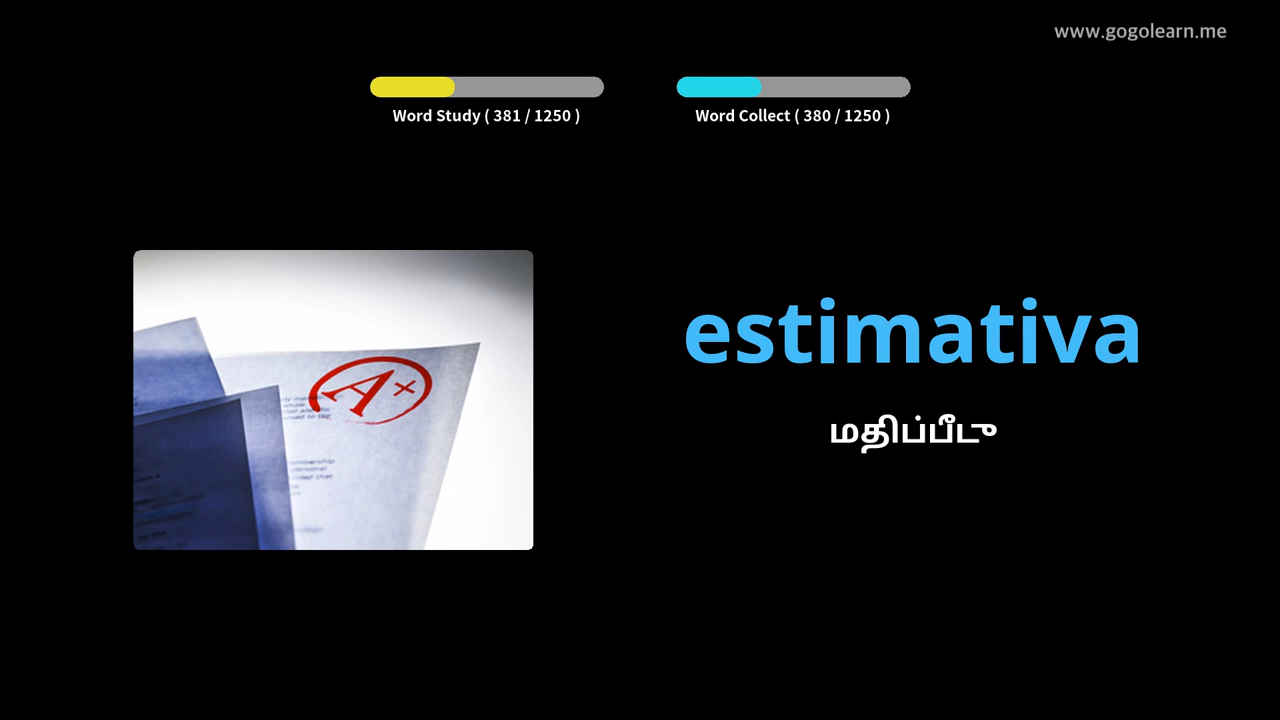 www.gogolearn.me
Word Study ( 381 / 1250 )
Word Collect ( 380 / 1250 )
A+
estimativa
மதிப்பீடு